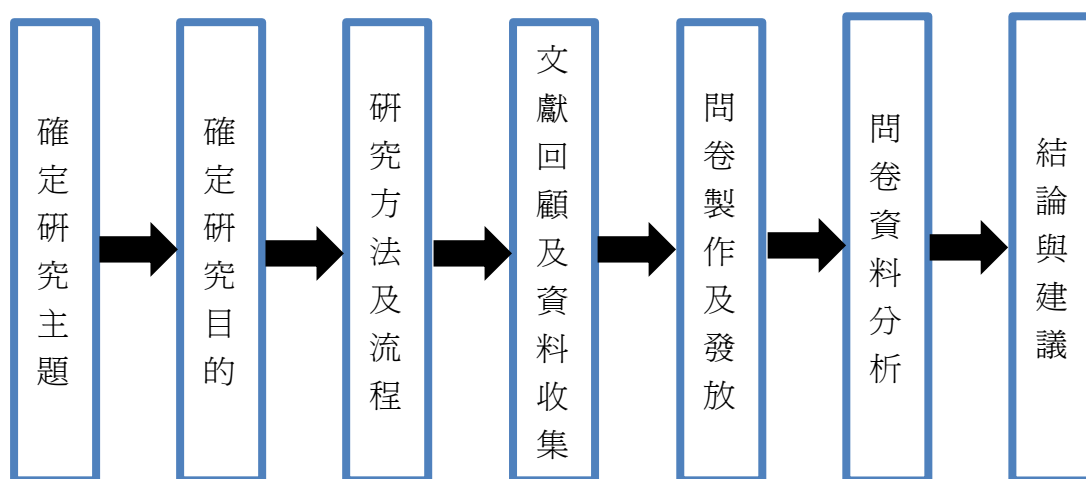 確定研究主題
確定研究目的
研究方法及流程
文獻回顧及資料收集
問卷製作及發放
問卷資料分析
結論與建議